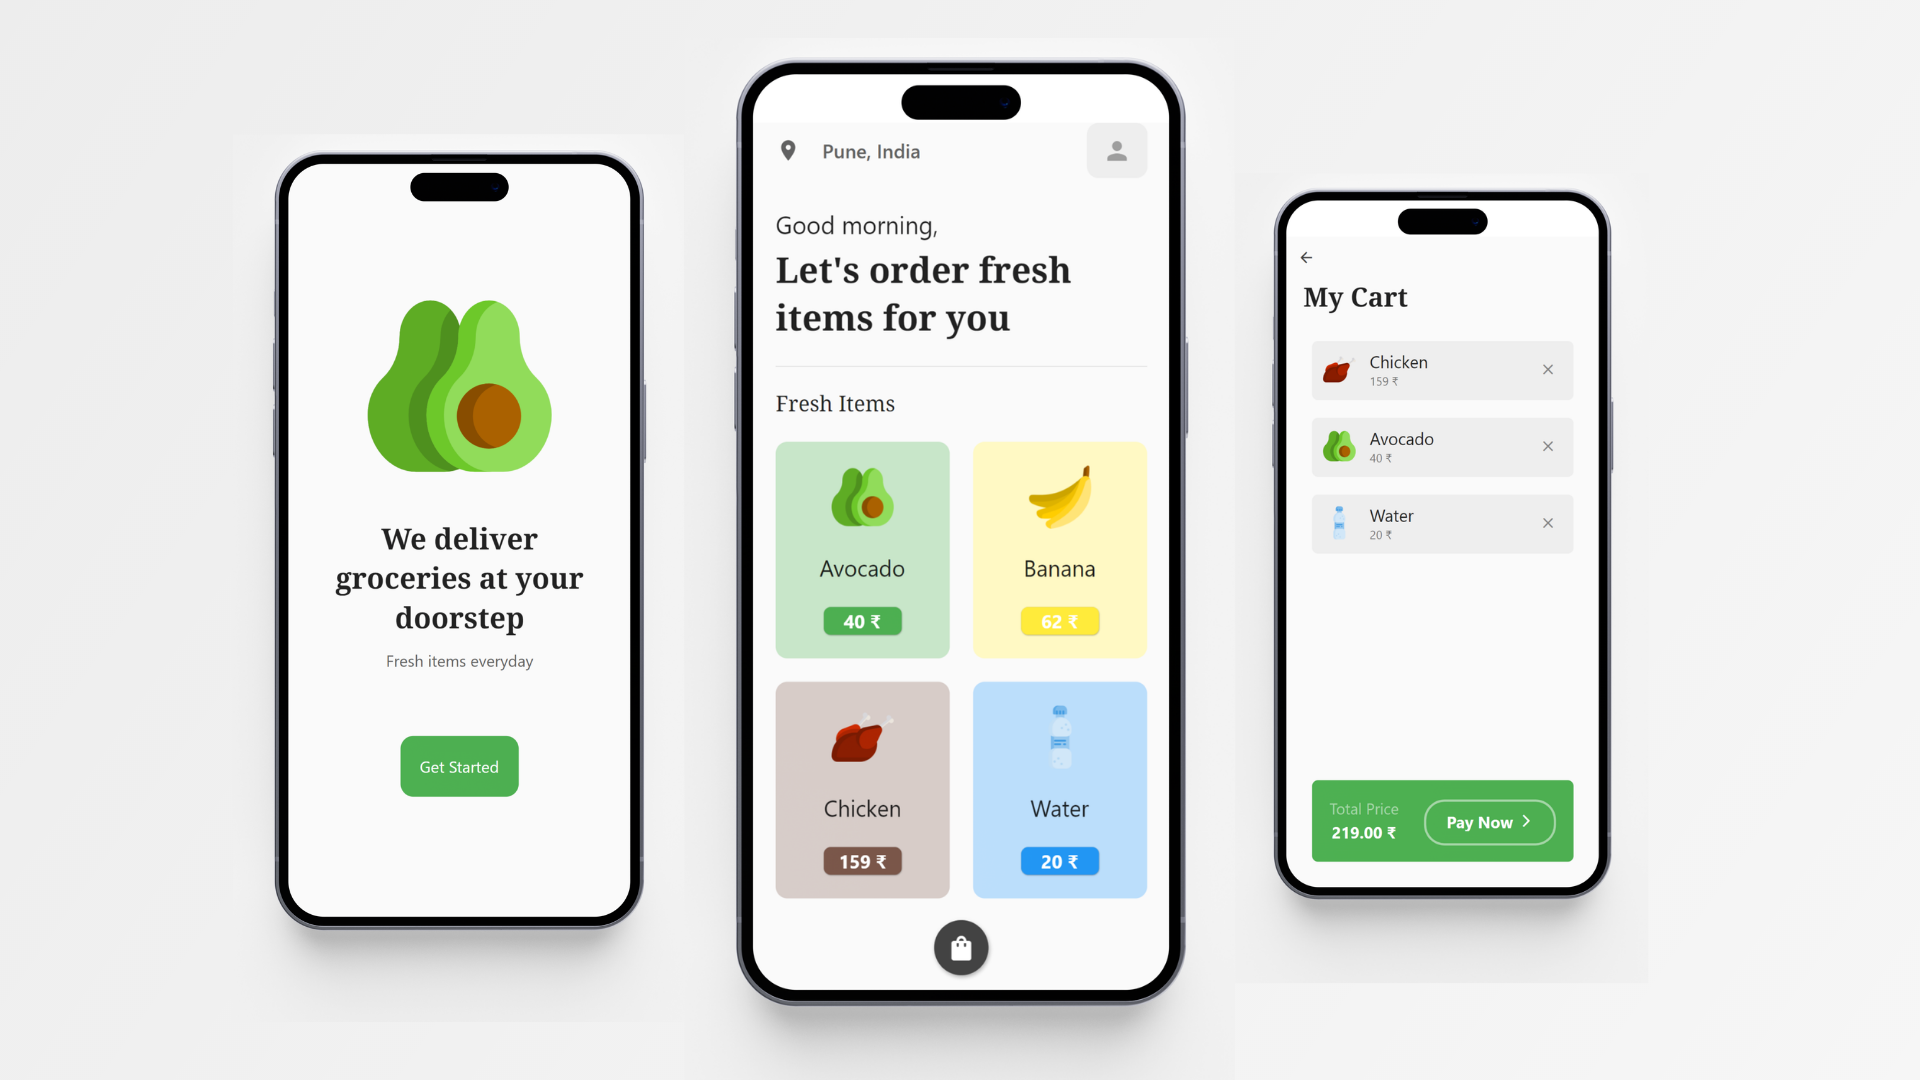 We deliver
groceries at your
doorstep
Fresh items everyday
Get Started
Pune, India
Good morning,
Let's order fresh
items for you
Fresh Items
Avocado
40 ₹
Banana
62 ₹
Chicken
159 ₹
Water
20 ₹
My Cart
Chicken
159 ₹
Avocado
40 ₹
Water
20 ₹
Total Price
219.00 ₹
Pay Now